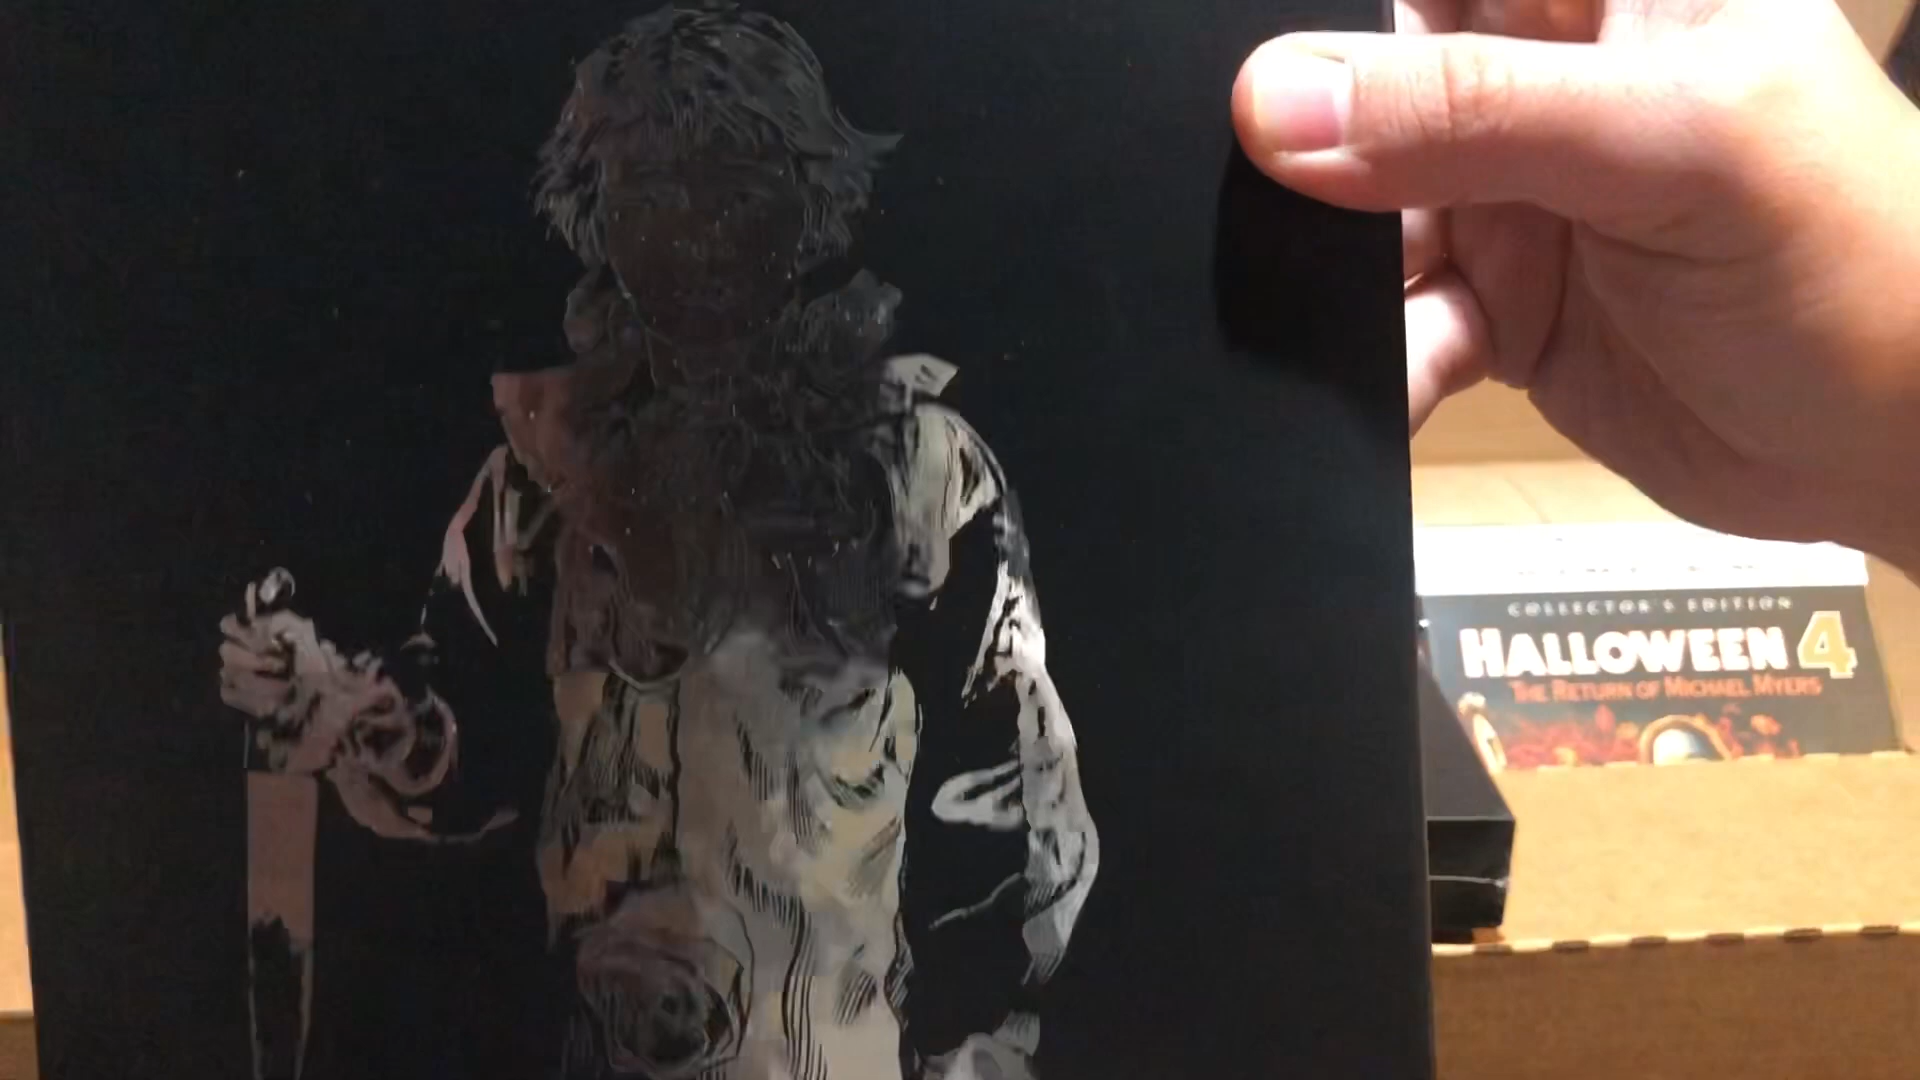 COLLECTOR'S EDITION
HALLOWEEN 4
THE RETURN OF MICHAEL MYERS